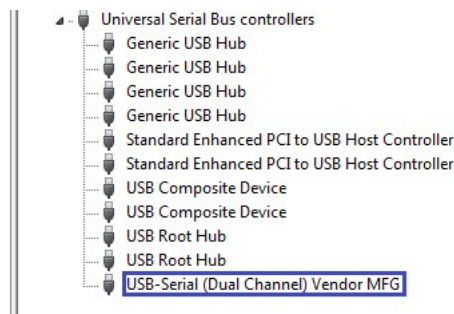 Universal Serial Bus controllers
Generic USB Hub
Generic USB Hub
Generic USB Hub
Generic USB Hub
Standard Enhanced PCI to USB Host Controller
Standard Enhanced PCI to USB Host Controller
USB Composite Device
USB Composite Device
USB Root Hub
USB Root Hub
USB-Serial (Dual Channel) Vendor MFG